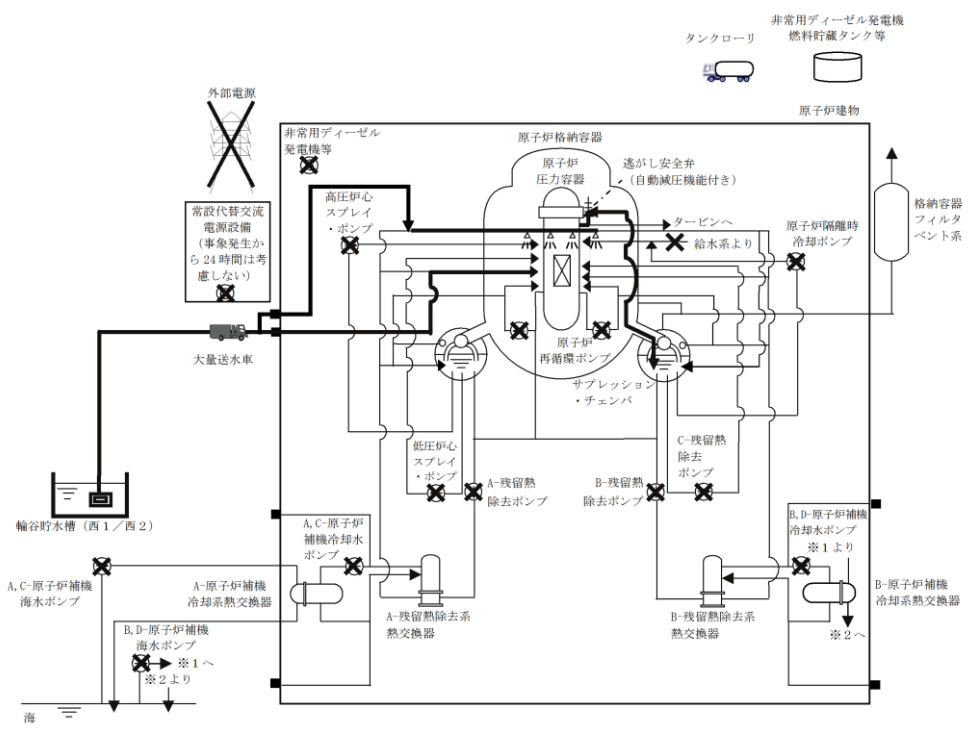 非常用ディーゼル発電機
燃料貯蔵タンク等
タンクローリ
外部電源
原子炉建物
非常用ディーゼル
発電機等
原子炉格納容器
原子炉
圧力容器
逃がし安全弁
(自動減圧機能付き)
高圧炉心
スプレイ
・ポンプ
常設代替交流
電源設備
(事象発生か
ら24時間は考
慮しない)
タービンへ
給水系より
原子炉隔離時
冷却ポンプ
格納容器
フィルタ
ベント系
大量送水車
原子炉
再循環ポンプ
サプレッション
・チェンバ
低圧炉心
スプレイ
・ポンプ
A-残留熱
除去ポンプ
B-残留熱
除去ポンプ
C-残留熱
除去
ポンプ
輪谷貯水槽(西1/西2)
A,C-原子炉
補機冷却水
ポンプ
B,D-原子炉補機
冷却水ポンプ
※1より
A,C-原子炉補機
海水ポンプ
A-原子炉補機
冷却系熱交換器
A-残留熱除去系
熱交換器
B-残留熱除去系
熱交換器
B-原子炉補機
冷却系熱交換器
※2へ
B,D-原子炉補機
海水ポンプ
※1へ
※2より
海